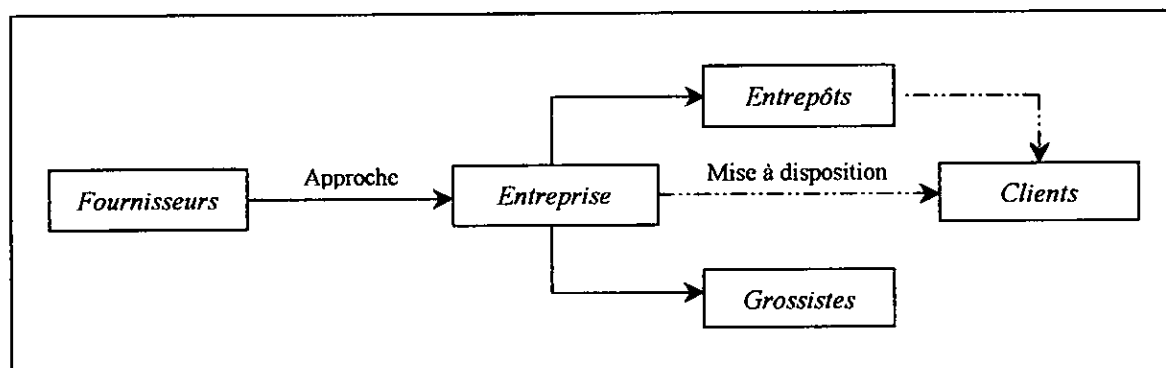 Entrepôts
Approche
Mise à disposition
Fournisseurs
Entreprise
Clients
Grossistes